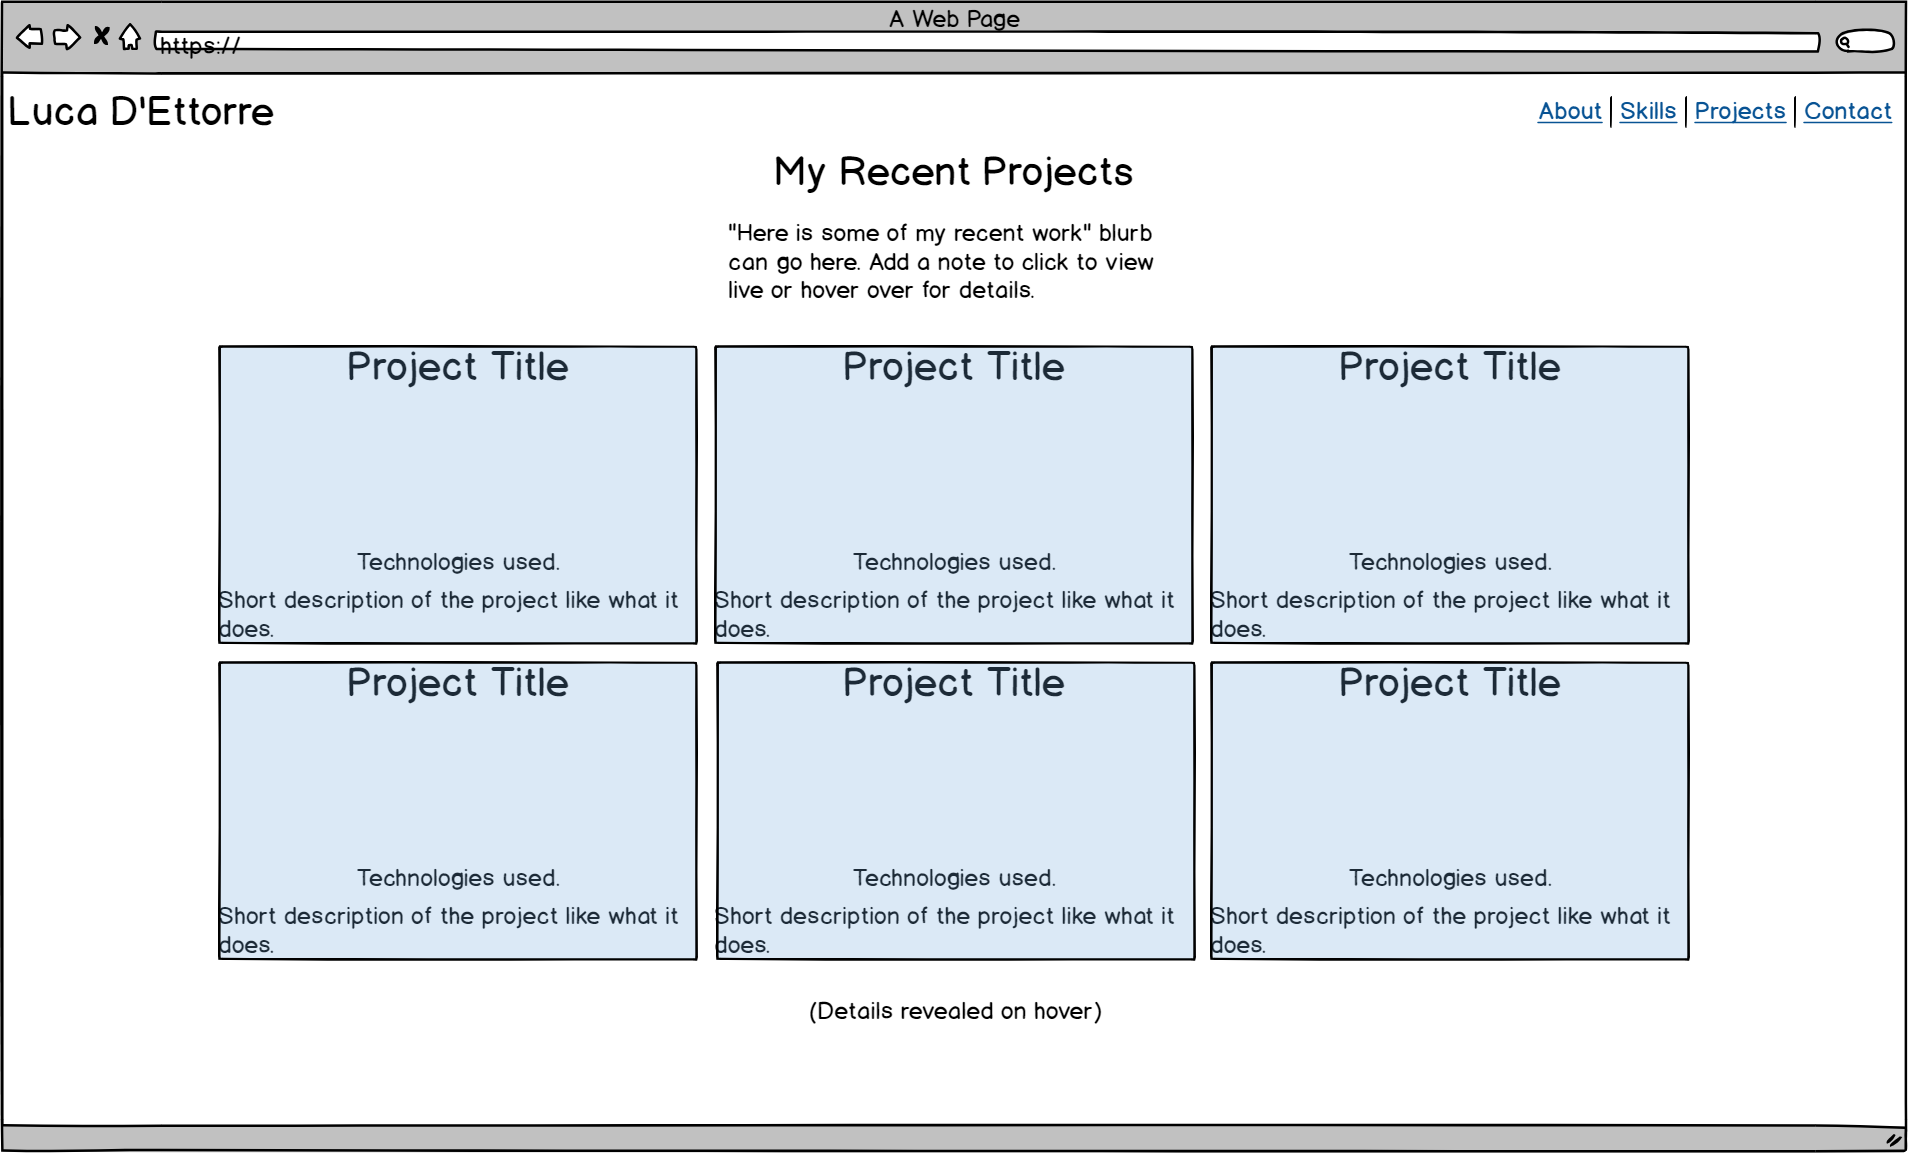 A Web Page
https://
Luca D'Ettorre
About | Skills | Projects | Contact
My Recent Projects
"Here is some of my recent work" blurb
can go here. Add a note to click to view
live or hover over for details.
Project Title
Technologies used.
Short description of the project like what it
does.
Project Title
Technologies used.
Short description of the project like what it
does.
Project Title
Technologies used.
Short description of the project like what it
does.
Project Title
Technologies used.
Short description of the project like what it
does.
Project Title
Technologies used.
Short description of the project like what it
does.
Project Title
Technologies used.
Short description of the project like what it
does.
(Details revealed on hover)